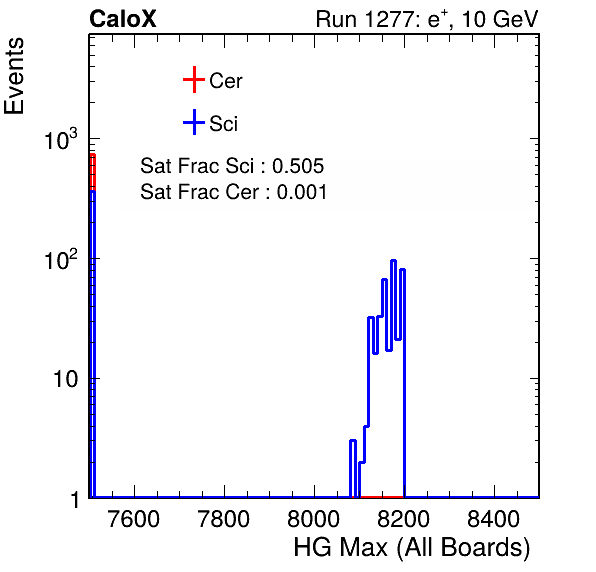 CaloX Run 1277: e⁺, 10 GeV
Events
Cer
Sci
Sat Frac Sci : 0.505
Sat Frac Cer : 0.001
10³
10²
10
1
7600 7800 8000 8200 8400
HG Max (All Boards)